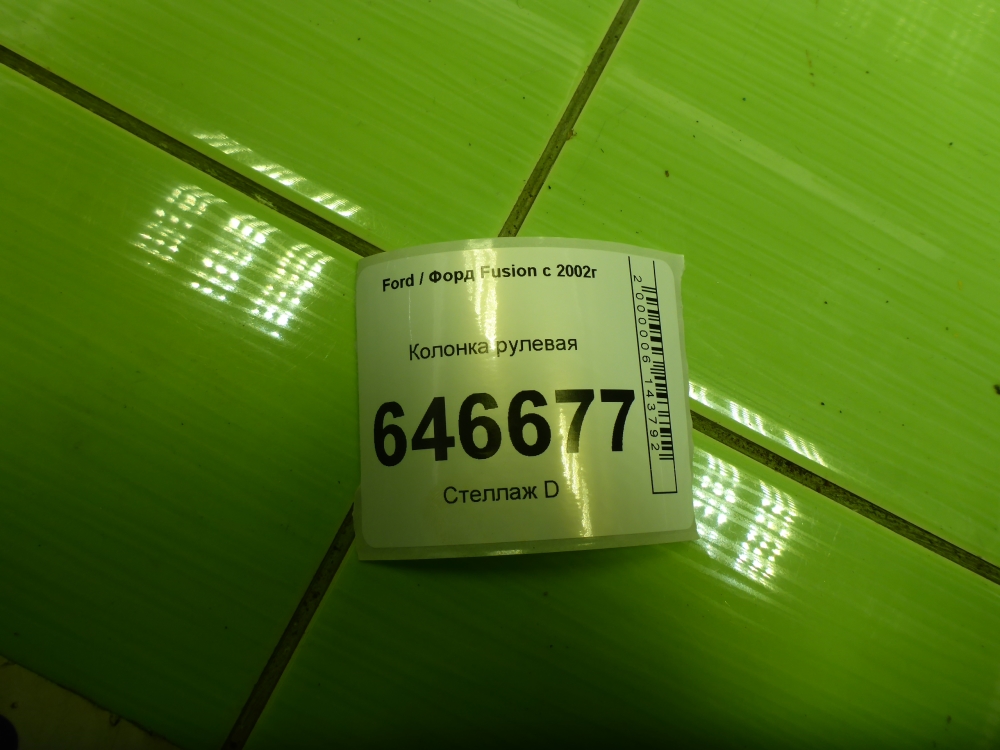 Ford / Форд Fusion с 2002г
Колонка рулевая
646677
Стеллаж D
2000006143792